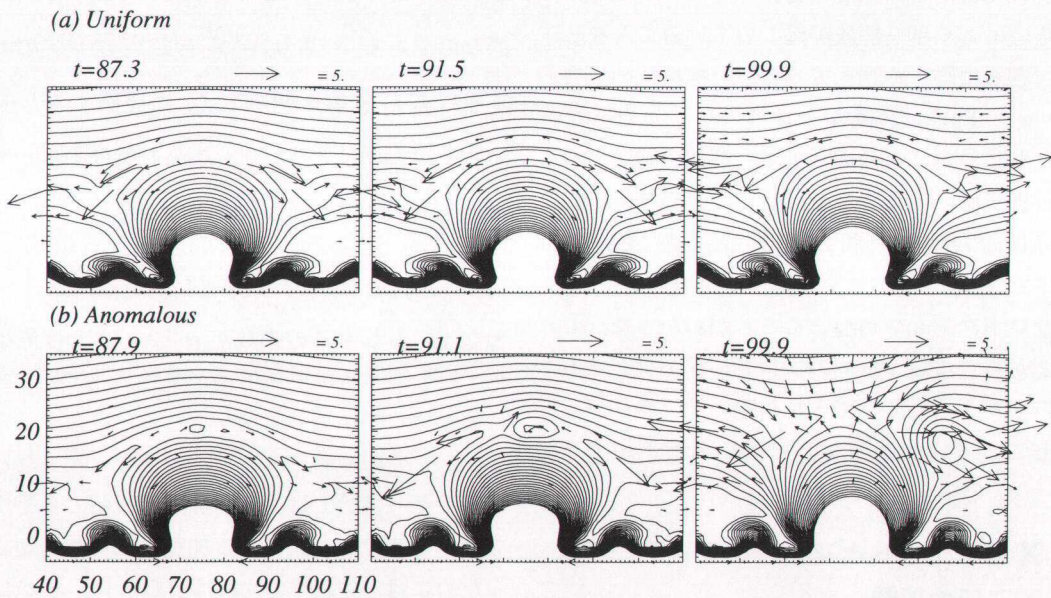 (a) Uniform
t=87.3 = 5. t=91.5 = 5. t=99.9 = 5.
(b) Anomalous
t=87.9 = 5. t=91.1 = 5. t=99.9 = 5.
30
20
10
0
40 50 60 70 80 90 100 110